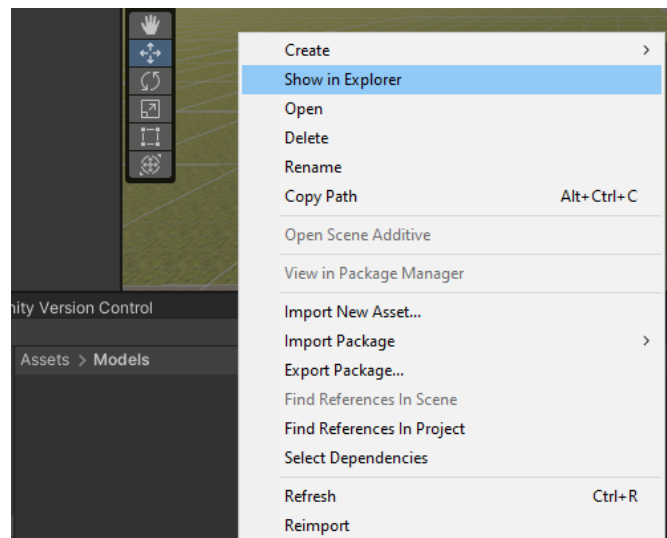 Create
Show in Explorer
Open
Delete
Rename
Copy Path Alt+Ctrl+C
Open Scene Additive
View in Package Manager
nity Version Control
Assets > Models
Import New Asset...
Import Package
Export Package...
Find References In Scene
Find References In Project
Select Dependencies
Refresh Ctrl+R
Reimport